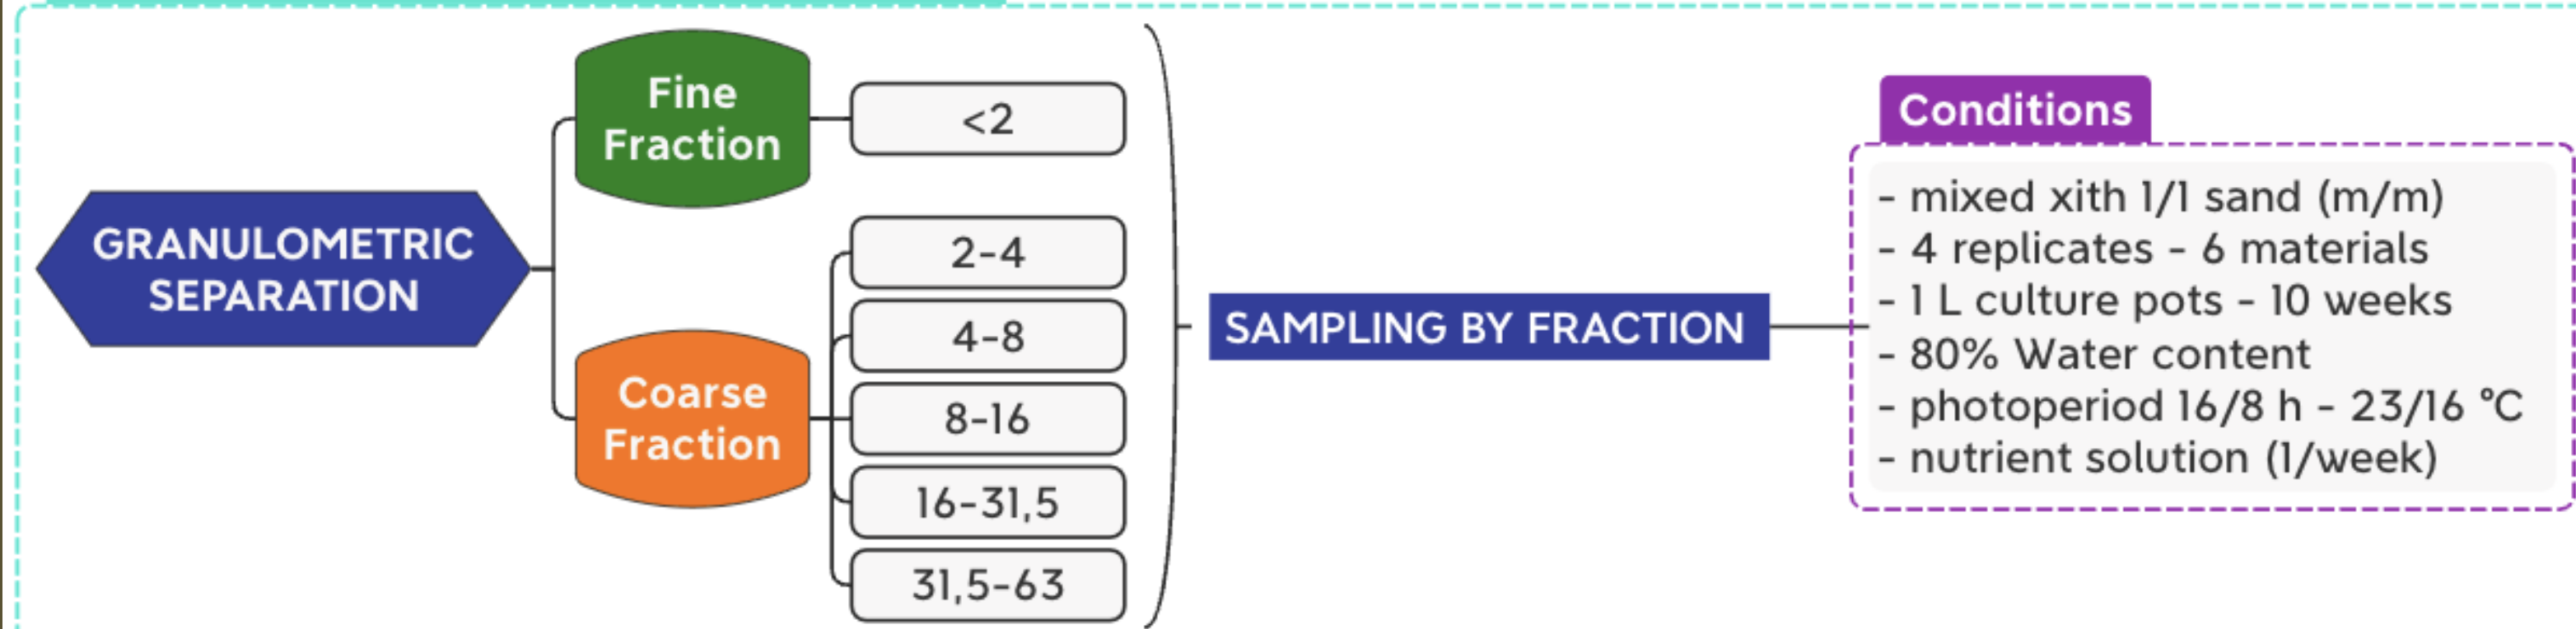 GRANULOMETRIC
SEPARATION
Fine
Fraction
<2
Coarse
Fraction
2-4
4-8
8-16
16-31,5
31,5-63
SAMPLING BY FRACTION
Conditions
- mixed xith 1/1 sand (m/m)
- 4 replicates - 6 materials
- 1 L culture pots - 10 weeks
- 80% Water content
- photoperiod 16/8 h - 23/16 °C
- nutrient solution (1/week)